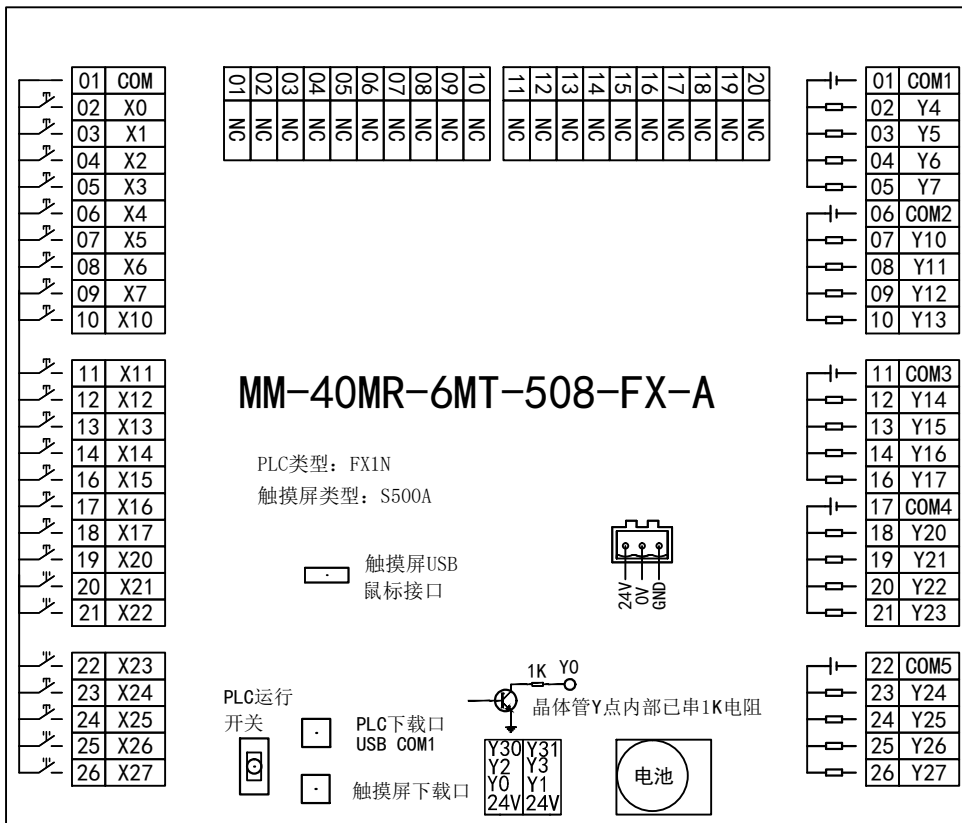 01 COM
02 X0
03 X1
04 X2
05 X3
06 X4
07 X5
08 X6
09 X7
10 X10
11 X11
12 X12
13 X13
14 X14
16 X15
17 X16
18 X17
19 X20
20 X21
21 X22
22 X23
23 X24
24 X25
25 X26
26 X27
01 02 03 04 05 06 07 08 09 10
NC NC NC NC NC NC NC NC NC NC
11 12 13 14 15 16 17 18 19 20
NC NC NC NC NC NC NC NC NC NC
MM-40MR-6MT-508-FX-A
PLC类型：FX1N
触摸屏类型：S500A
触摸屏USB
鼠标接口
24V
0V
GND
PLC运行
开关
PLC下载口
USB COM1
触摸屏下载口
1K Y0
晶体管Y点内部已串1K电阻
Y30 Y31
Y2 Y3
Y0 Y1
24V 24V
电池
01 COM1
02 Y4
03 Y5
04 Y6
05 Y7
06 COM2
07 Y10
08 Y11
09 Y12
10 Y13
11 COM3
12 Y14
13 Y15
14 Y16
16 Y17
17 COM4
18 Y20
19 Y21
20 Y22
21 Y23
22 COM5
23 Y24
24 Y25
25 Y26
26 Y27